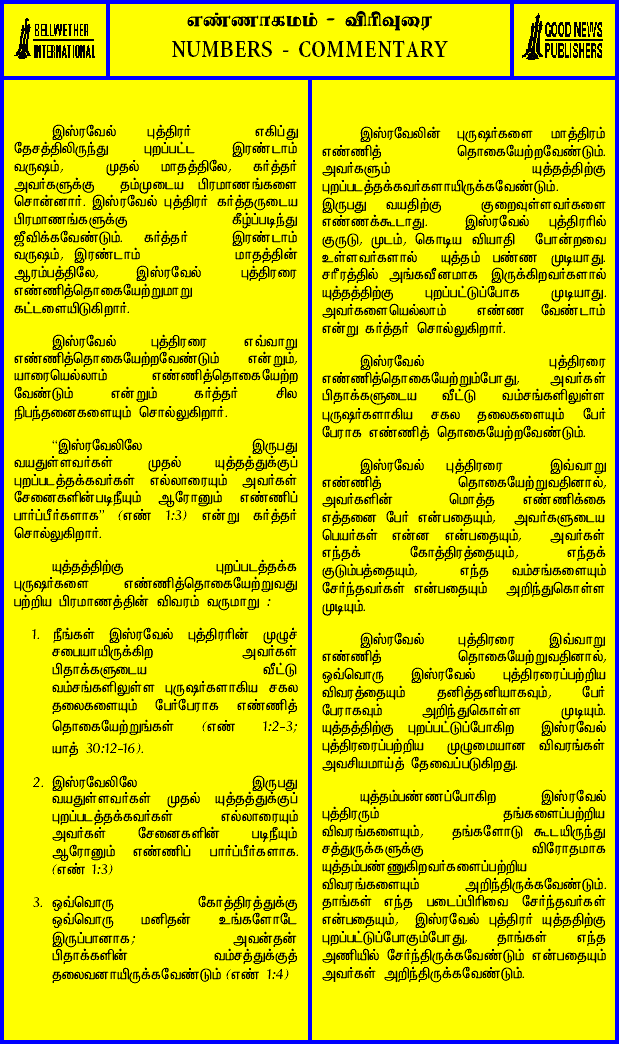 BELLWETHER
INTERNATIONAL
எண்ணாகமம் - விரிவுரை
NUMBERS - COMMENTARY
GOOD NEWS
PUBLISHERS
இஸ்ரவேல் புத்திரர் எகிப்து
தேசத்திலிருந்து புறப்பட்ட இரண்டாம்
வருஷம், முதல் மாதத்திலே, கர்த்தர்
அவர்களுக்கு தம்முடைய பிரமாணங்களை
சொன்னார். இஸ்ரவேல் புத்திரர் கர்த்தருடைய
பிரமாணங்களுக்கு கீழ்ப்படிந்து
ஜீவிக்கவேண்டும். கர்த்தர் இரண்டாம்
வருஷம், இரண்டாம் மாதத்தின்
ஆரம்பத்திலே, இஸ்ரவேல் புத்திரரை
எண்ணித்தொகையேற்றுமாறு
கட்டளையிடுகிறார்.
இஸ்ரவேல் புத்திரரை எவ்வாறு
எண்ணித்தொகையேற்றவேண்டும் என்றும்,
யாரையெல்லாம் எண்ணித்தொகையேற்ற
வேண்டும் என்றும் கர்த்தர் சில
நிபந்தனைகளையும் சொல்லுகிறார்.
“இஸ்ரவேலிலே இருபது
வயதுள்ளவர்கள் முதல் யுத்தத்துக்குப்
புறப்படத்தக்கவர்கள் எல்லாரையும் அவர்கள்
சேனைகளின்படிநீயும் ஆரோனும் எண்ணிப்
பார்ப்பீர்களாக” (எண் 1:3) என்று கர்த்தர்
சொல்லுகிறார்.
யுத்தத்திற்கு புறப்படத்தக்க
புருஷர்களை எண்ணித்தொகையேற்றுவது
பற்றிய பிரமாணத்தின் விவரம் வருமாறு :
1. நீங்கள் இஸ்ரவேல் புத்திரரின் முழுச்
சபையாயிருக்கிற அவர்கள்
பிதாக்களுடைய வீட்டு
வம்சங்களிலுள்ள புருஷர்களாகிய சகல
தலைகளையும் பேர்பேராக எண்ணித்
தொகையேற்றுங்கள் (எண் 1:2-3;
யாத் 30:12-16).
2. இஸ்ரவேலிலே இருபது
வயதுள்ளவர்கள் முதல் யுத்தத்துக்குப்
புறப்படத்தக்கவர்கள் எல்லாரையும்
அவர்கள் சேனைகளின் படிநீயும்
ஆரோனும் எண்ணிப் பார்ப்பீர்களாக.
(எண் 1:3)
3. ஒவ்வொரு கோத்திரத்துக்கு
ஒவ்வொரு மனிதன் உங்களோடே
இருப்பானாக; அவன்தன்
பிதாக்களின் வம்சத்துக்குத்
தலைவனாயிருக்கவேண்டும் (எண் 1:4)
இஸ்ரவேலின் புருஷர்களை மாத்திரம்
எண்ணித் தொகையேற்றவேண்டும்.
அவர்களும் யுத்தத்திற்கு
புறப்படத்தக்கவர்களாயிருக்கவேண்டும்.
இருபது வயதிற்கு குறைவுள்ளவர்களை
எண்ணக்கூடாது. இஸ்ரவேல் புத்திரரில்
குருடு, முடம், கொடிய வியாதி போன்றவை
உள்ளவர்களால் யுத்தம் பண்ண முடியாது.
சரீரத்தில் அங்கவீனமாக இருக்கிறவர்களால்
யுத்தத்திற்கு புறப்பட்டுப்போக முடியாது.
அவர்களையெல்லாம் எண்ண வேண்டாம்
என்று கர்த்தர் சொல்லுகிறார்.
இஸ்ரவேல் புத்திரரை
எண்ணித்தொகையேற்றும்போது, அவர்கள்
பிதாக்களுடைய வீட்டு வம்சங்களிலுள்ள
புருஷர்களாகிய சகல தலைகளையும் பேர்
பேராக எண்ணித் தொகையேற்றவேண்டும்.
இஸ்ரவேல் புத்திரரை இவ்வாறு
எண்ணித் தொகையேற்றுவதினால்,
அவர்களின் மொத்த எண்ணிக்கை
எத்தனை பேர் என்பதையும், அவர்களுடைய
பெயர்கள் என்ன என்பதையும், அவர்கள்
எந்தக் கோத்திரத்தையும், எந்தக்
குடும்பத்தையும், எந்த வம்சங்களையும்
சேர்ந்தவர்கள் என்பதையும் அறிந்துகொள்ள
முடியும்.
இஸ்ரவேல் புத்திரரை இவ்வாறு
எண்ணித் தொகையேற்றுவதினால்,
ஒவ்வொரு இஸ்ரவேல் புத்திரரைப்பற்றிய
விவரத்தையும் தனித்தனியாகவும், பேர்
பேராகவும் அறிந்துகொள்ள முடியும்.
யுத்தத்திற்கு புறப்பட்டுப்போகிற இஸ்ரவேல்
புத்திரரைப்பற்றிய முழுமையான விவரங்கள்
அவசியமாய்த் தேவைப்படுகிறது.
யுத்தம்பண்ணப்போகிற இஸ்ரவேல்
புத்திரரும் தங்களைப்பற்றிய
விவரங்களையும், தங்களோடு கூடயிருந்து
சத்துருக்களுக்கு விரோதமாக
யுத்தம்பண்ணுகிறவர்களைப்பற்றிய
விவரங்களையும் அறிந்திருக்கவேண்டும்.
தாங்கள் எந்த படைப்பிரிவை சேர்ந்தவர்கள்
என்பதையும், இஸ்ரவேல் புத்திரர் யுத்ததிற்கு
புறப்பட்டுப்போகும்போது, தாங்கள் எந்த
அணியில் சேர்ந்திருக்கவேண்டும் என்பதையும்
அவர்கள் அறிந்திருக்கவேண்டும்.